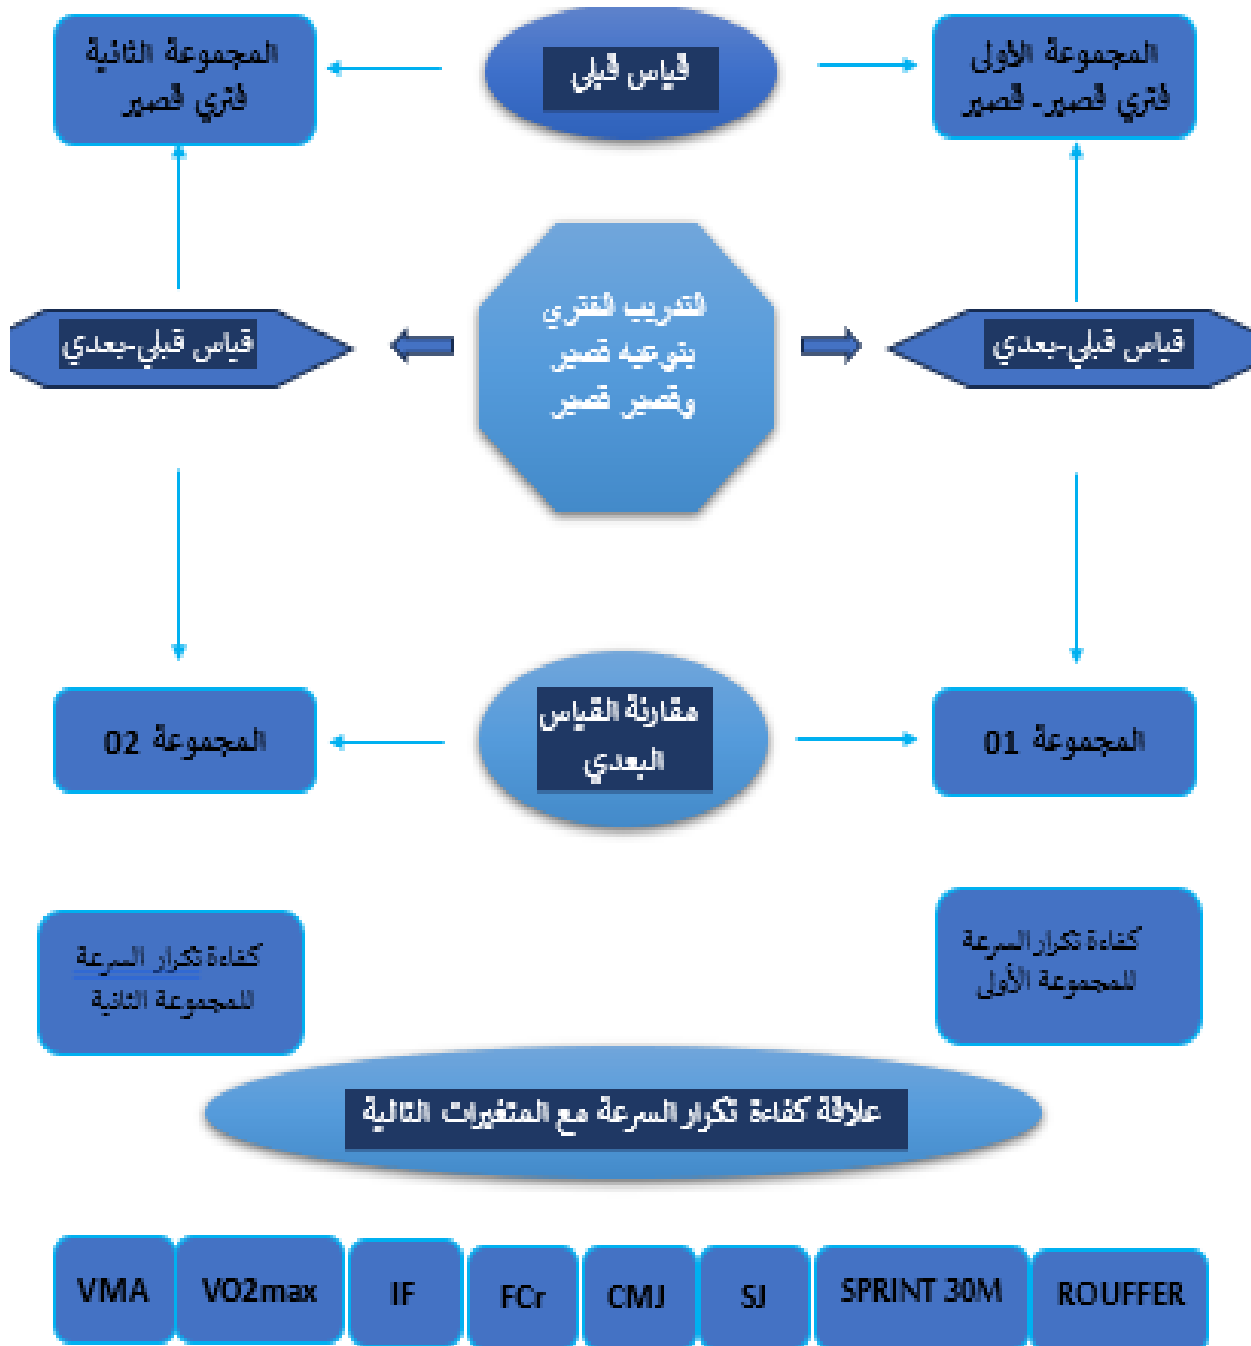 قياس قبلي
المجموعة الأولى
فتري قصير- قصير
المجموعة الثانية
فتري قصير
التدريب الفتري
بنوعيه قصير
وقصير قصير
قياس قبلي-بعدي
قياس قبلي-بعدي
مقارنة القياس
البعدي
المجموعة 01
المجموعة 02
كفاءة تكرار السرعة
للمجموعة الأولى
كفاءة تكرار السرعة
للمجموعة الثانية
علاقة كفاءة تكرار السرعة مع المتغيرات التالية
VMA
VO2max
IF
FCr
CMJ
SJ
SPRINT 30M
ROUFFER